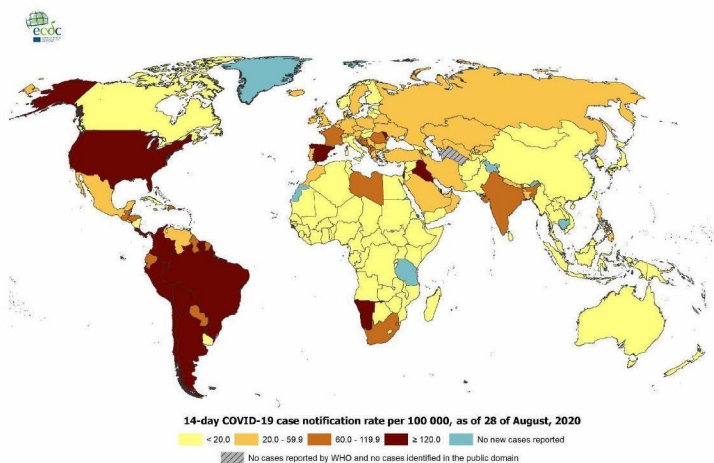 ecdc
14-day COVID-19 case notification rate per 100 000, as of 28 of August, 2020
< 20.0 20.0 - 59.9 60.0 - 119.9 ≥ 120.0 No new cases reported
No cases reported by WHO and no cases identified in the public domain